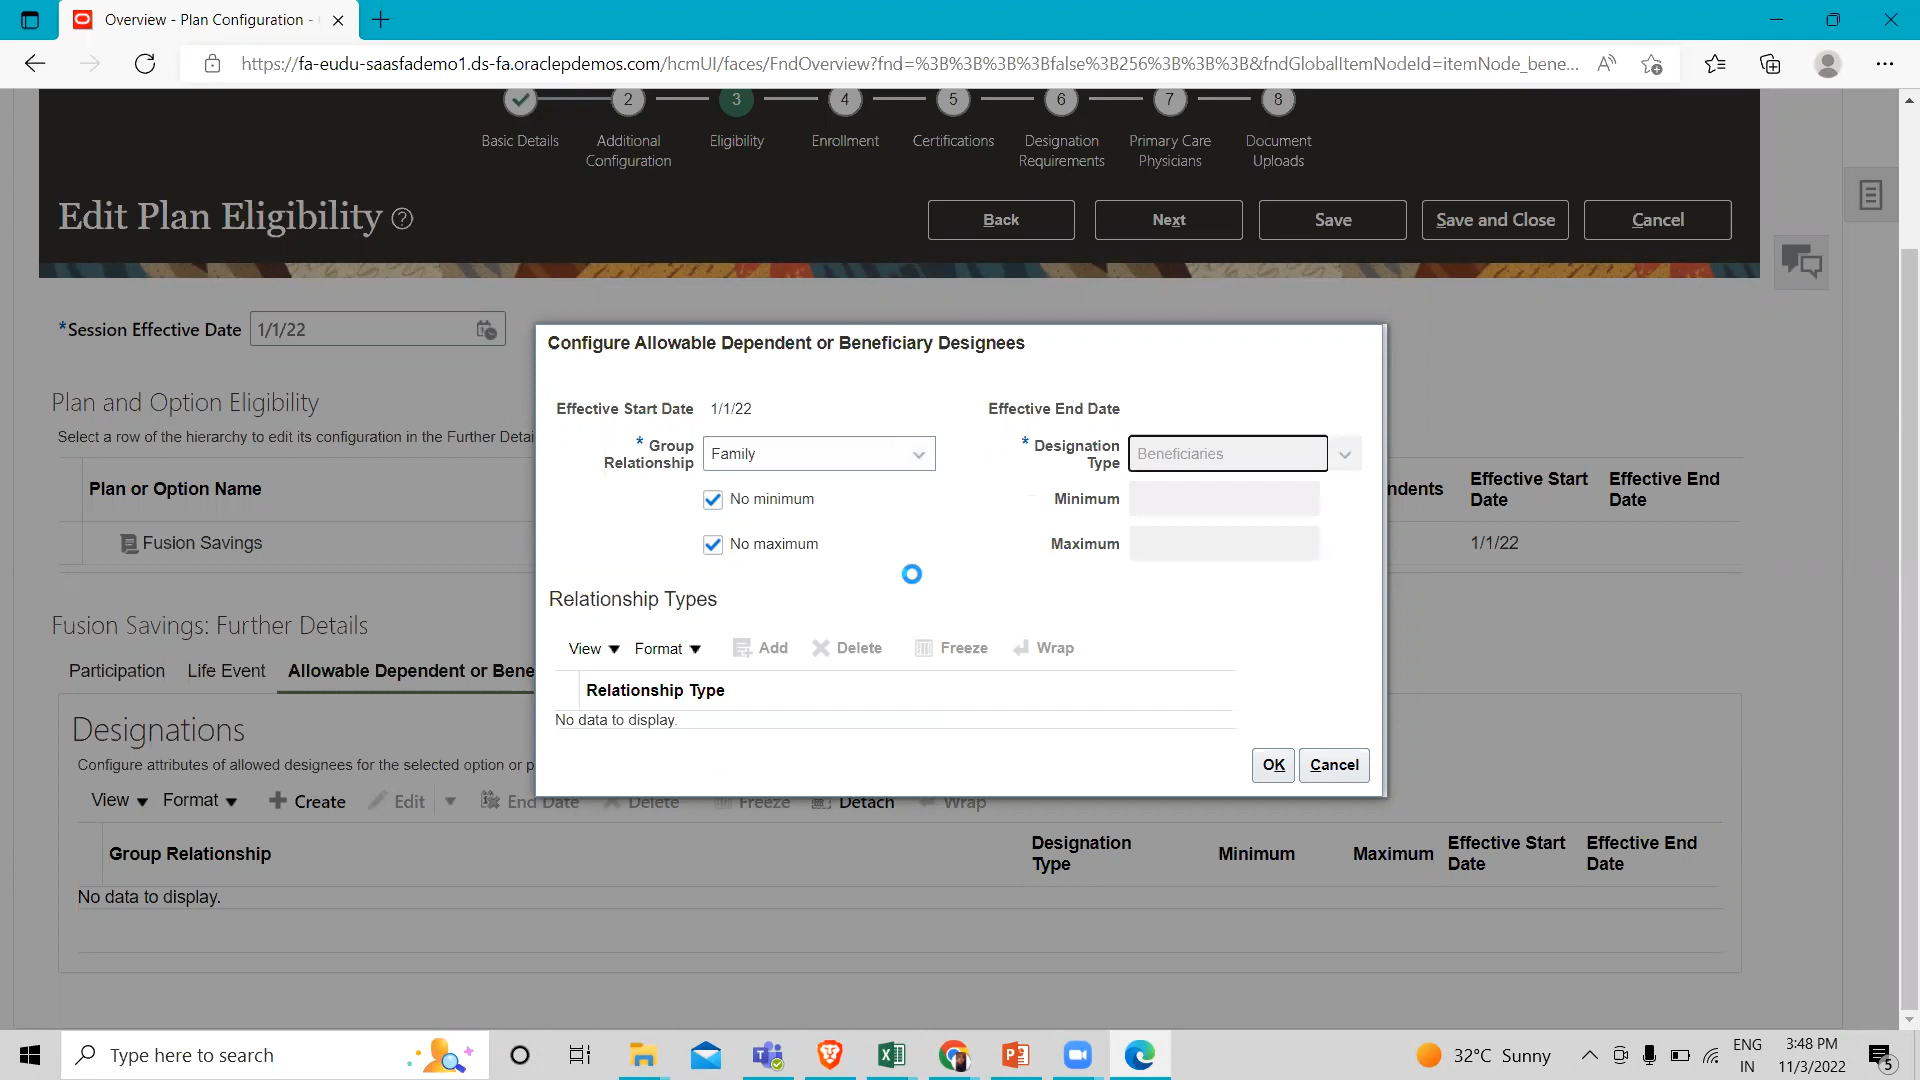 Overview - Plan Configuration -
https://fa-eudu-saasfademo1.ds-fa.oraclepdemos.com/hcmUI/faces/FndOverview?fnd=%3B%3B%3B%3Bfalse%3B256%3B%3B%3B&fndGlobalItemNodeId=itemNode_bene...
2 3 4 5 6 7 8
Basic Details Additional Eligibility Enrollment Certifications Designation Primary Care Document
Configuration Requirements Physicians Uploads
Edit Plan Eligibility ?
Back Next Save Save and Close Cancel
*Session Effective Date 1/1/22
Plan and Option Eligibility
Select a row of the hierarchy to edit its configuration in the Further Detai
Plan or Option Name ndents Effective Start Date Effective End Date
Fusion Savings 1/1/22
Configure Allowable Dependent or Beneficiary Designees
Effective Start Date 1/1/22 Effective End Date
* Group Relationship Family * Designation Type Beneficiaries
No minimum Minimum
No maximum Maximum
Relationship Types
View Format Add Delete Freeze Wrap
Relationship Type
No data to display.
OK Cancel
Fusion Savings: Further Details
Participation Life Event Allowable Dependent or Bene
Designations
Configure attributes of allowed designees for the selected option or p
View Format Create Edit End Date Delete Freeze Detach Wrap
Group Relationship Designation Type Minimum Maximum Effective Start Date Effective End Date
No data to display.
Type here to search
32°C Sunny ENG 3:48 PM
IN 11/3/2022 5